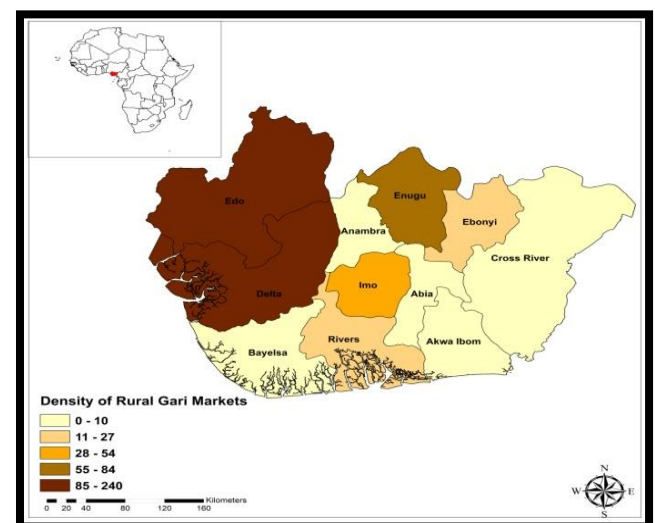 Edo
Enugu
Ebonyi
Anambra
Cross River
Imo
Delta
Abia
Rivers
Akwa Ibom
Bayelsa
Density of Rural Gari Markets
0 - 10
11 - 27
28 - 54
55 - 84
85 - 240
Kilometers
0 20 40 80 120 160
N
W E
S